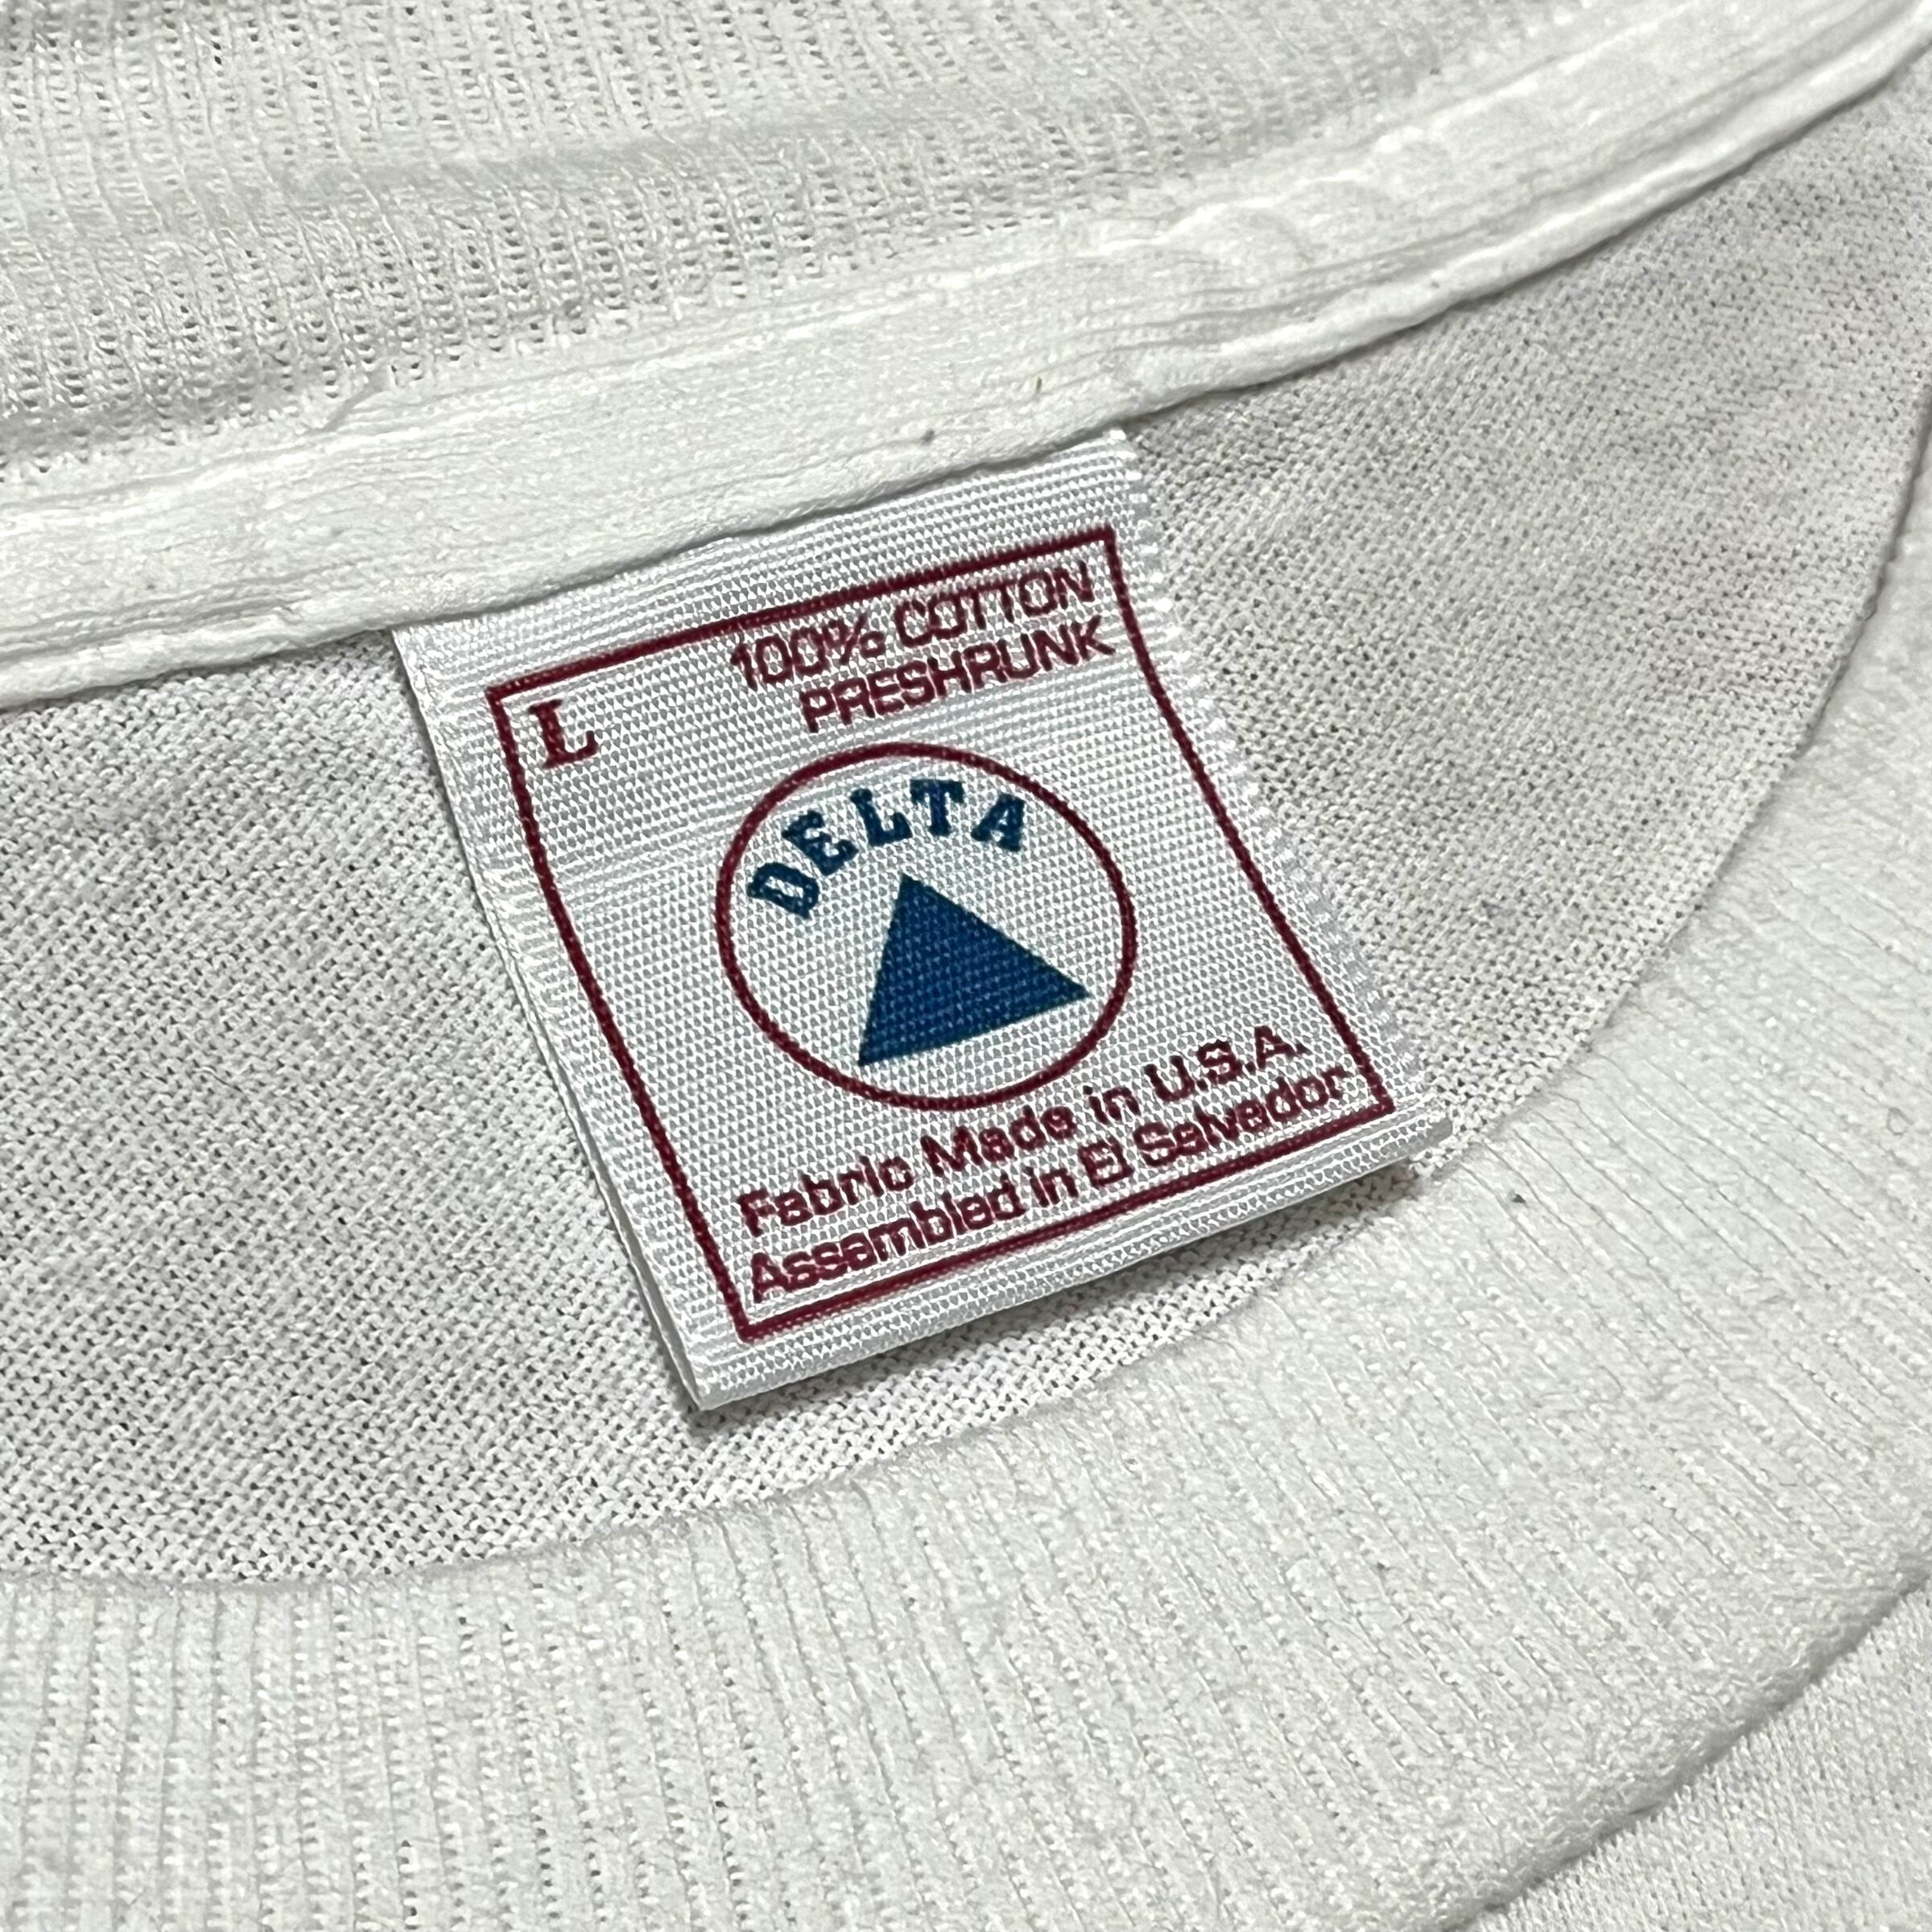 100% COTTON
PRESHRUNK
L
DELTA
Fabric Made in U.S.A.
Assembled in El Salvador